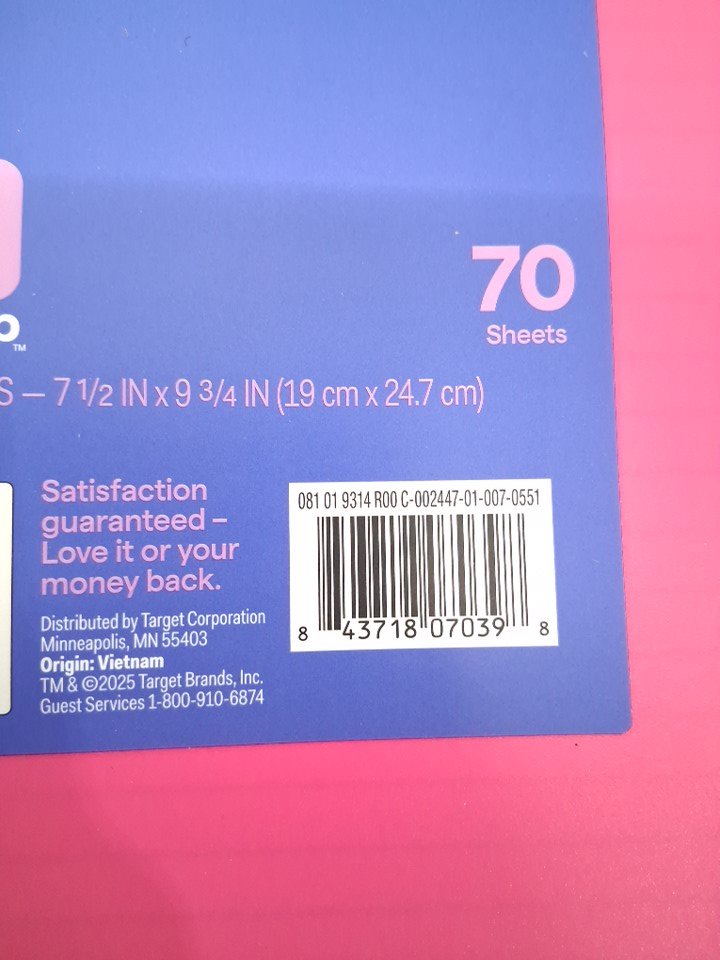 70
Sheets
o™
S – 7 1/2 IN x 9 3/4 IN (19 cm x 24.7 cm)
Satisfaction
guaranteed –
Love it or your
money back.
Distributed by Target Corporation
Minneapolis, MN 55403
Origin: Vietnam
TM & ©2025 Target Brands, Inc.
Guest Services 1-800-910-6874
081 01 9314 R00 C-002447-01-007-0551
8 43718 07039 8